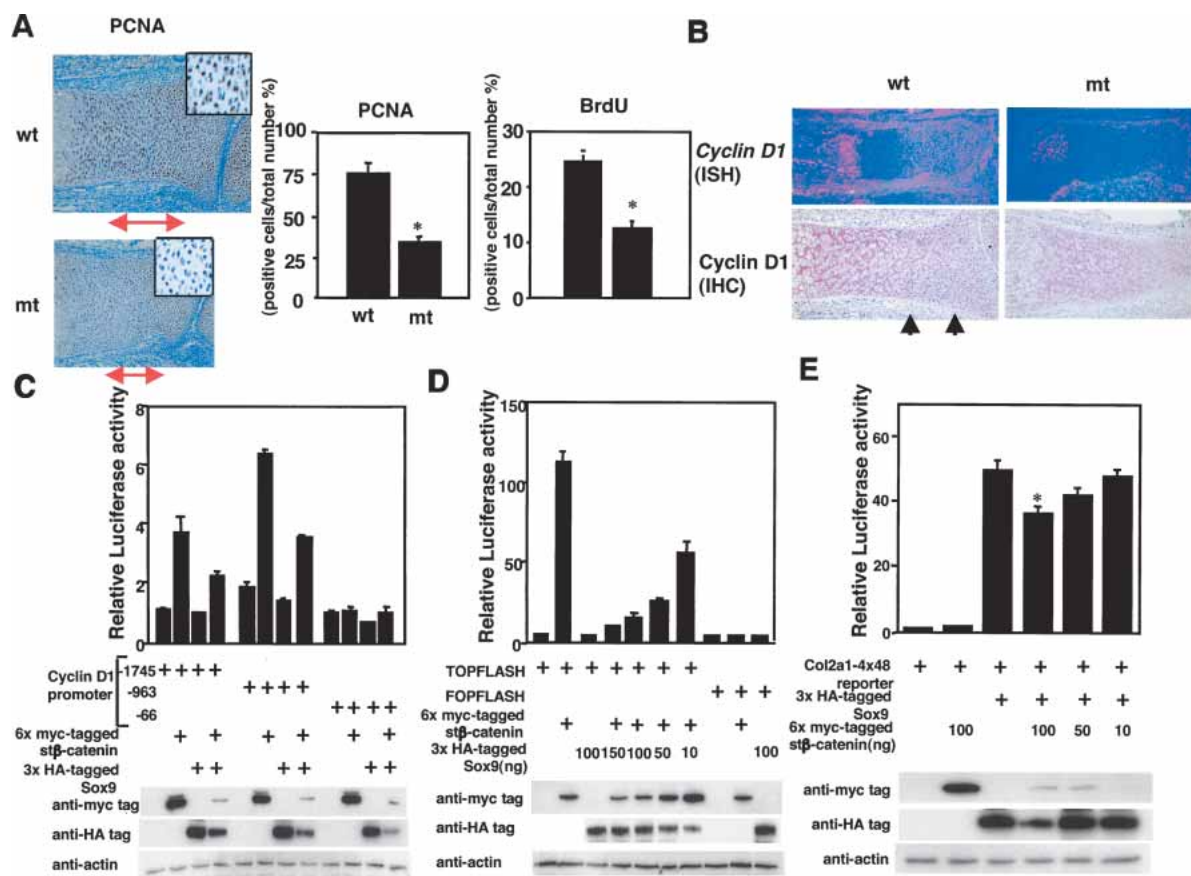 A
PCNA
wt
mt
PCNA
(positive cells/total number %)
100
75
50
25
*
wt
mt
BrdU
(positive cells/total number %)
30
20
10
0
*
B
wt
mt
Cyclin D1
(ISH)
Cyclin D1
(IHC)
C
Relative Luciferase activity
8
6
4
2
0
Cyclin D1
promoter
-1745
-963
-66
++++
++++
++++
6x myc-tagged
stβ-catenin
+ + + + + +
3x HA-tagged
Sox9
++ ++ ++
anti-myc tag
anti-HA tag
anti-actin
D
Relative Luciferase activity
150
100
50
0
TOPFLASH
+ + + + + + +
FOPFLASH
+ + +
6x myc-tagged
stβ-catenin
+ + + + + +
3x HA-tagged
Sox9(ng)
100 150 100 50 10 100
anti-myc tag
anti-HA tag
anti-actin
E
Relative Luciferase activity
60
40
20
0
*
Col2a1-4x48
reporter
+ + + + + +
3x HA-tagged
Sox9
+ + + +
6x myc-tagged
stβ-catenin(ng)
100 100 50 10
anti-myc tag
anti-HA tag
anti-actin